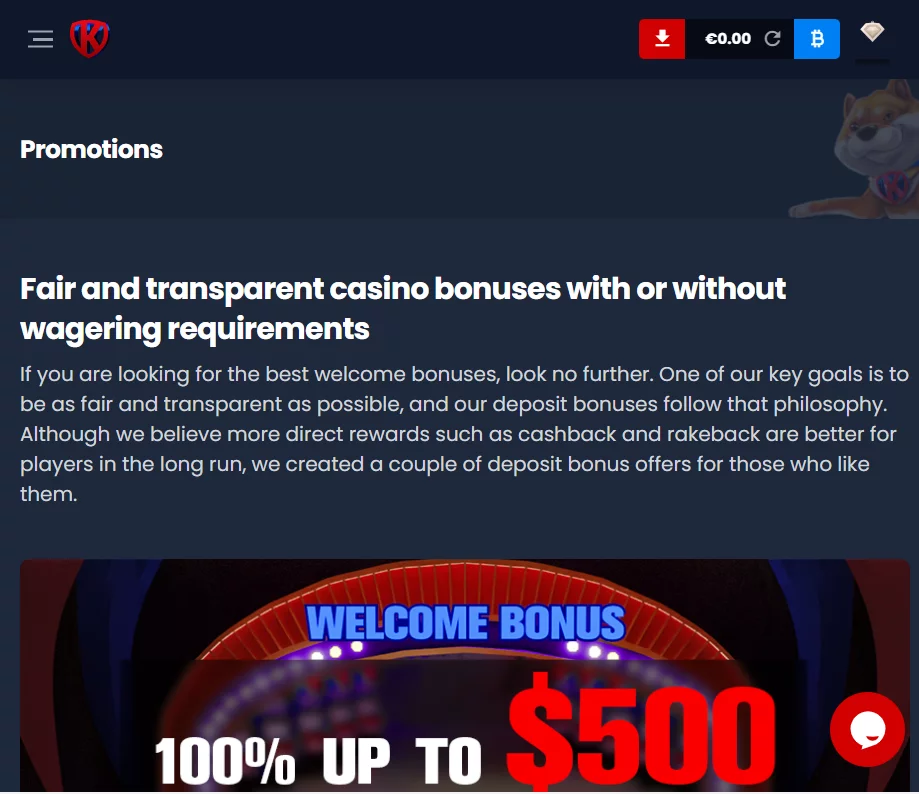 K
€0.00
Promotions
K
Fair and transparent casino bonuses with or without
wagering requirements
If you are looking for the best welcome bonuses, look no further. One of our key goals is to
be as fair and transparent as possible, and our deposit bonuses follow that philosophy.
Although we believe more direct rewards such as cashback and rakeback are better for
players in the long run, we created a couple of deposit bonus offers for those who like
them.
WELCOME BONUS
100% UP TO $500